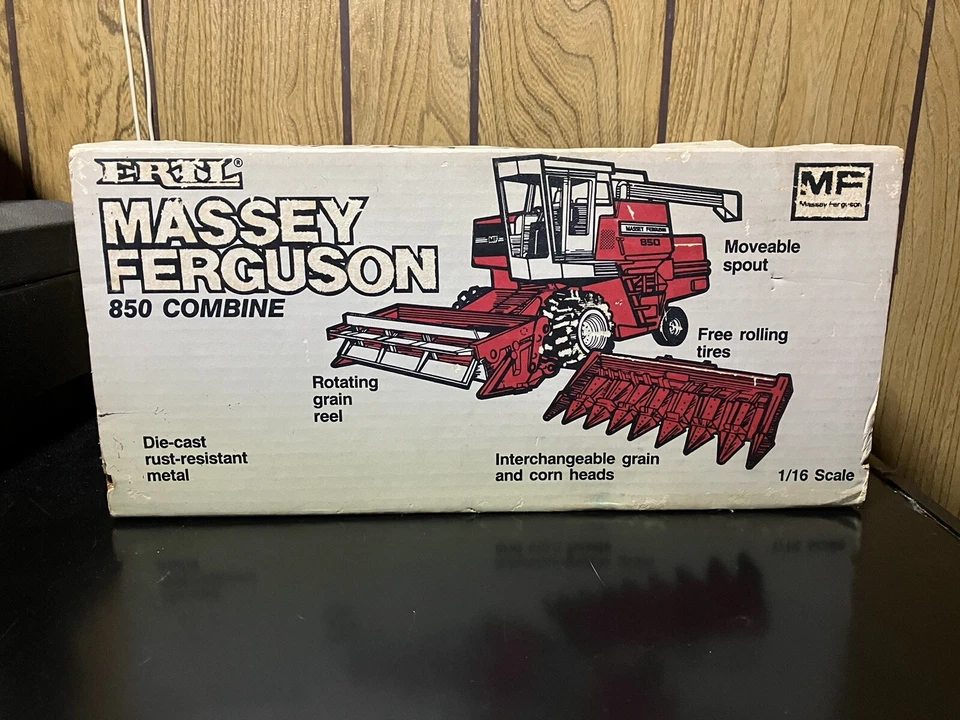 ERTL®
MASSEY
FERGUSON
850 COMBINE
MF
MASSEY FERGUSON
850
MF
Massey Ferguson
Moveable
spout
Free rolling
tires
Rotating
grain
reel
Die-cast
rust-resistant
metal
Interchangeable grain
and corn heads
1/16 Scale